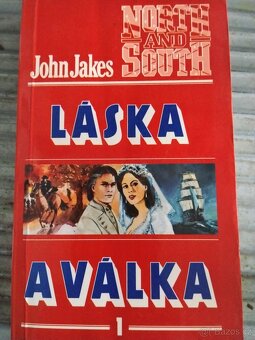 NORTH
AND
SOUTH
John Jakes
LÁSKA
A VÁLKA
1